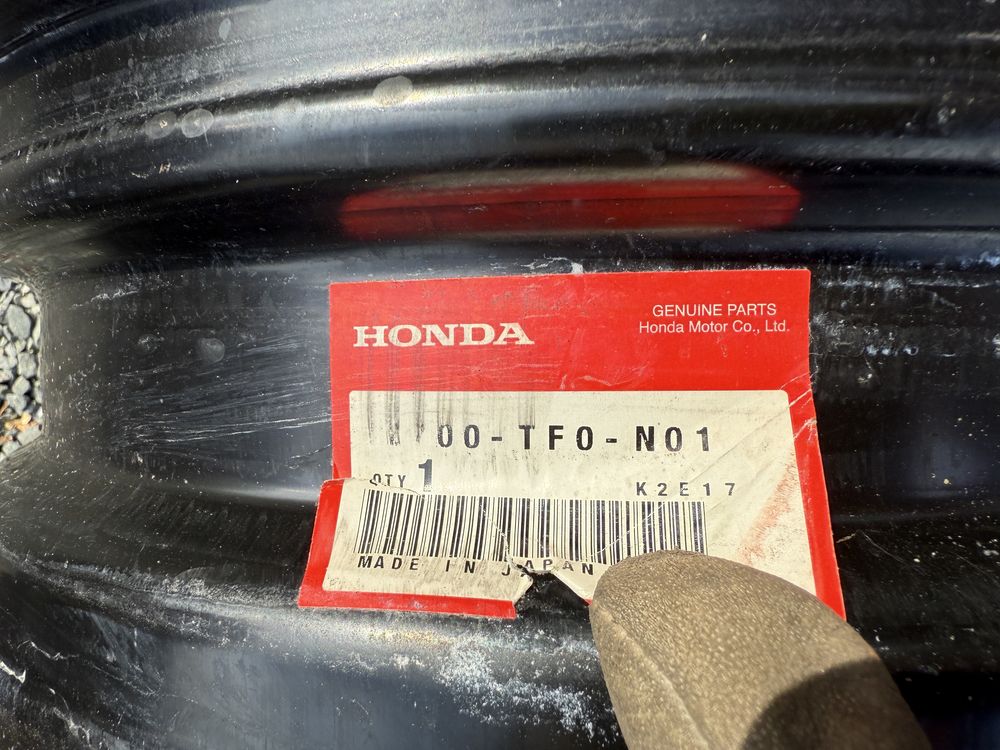 HONDA
GENUINE PARTS
Honda Motor Co., Ltd.
00-TF0-N01
QTY 1
K2E17
MADE IN JAPAN